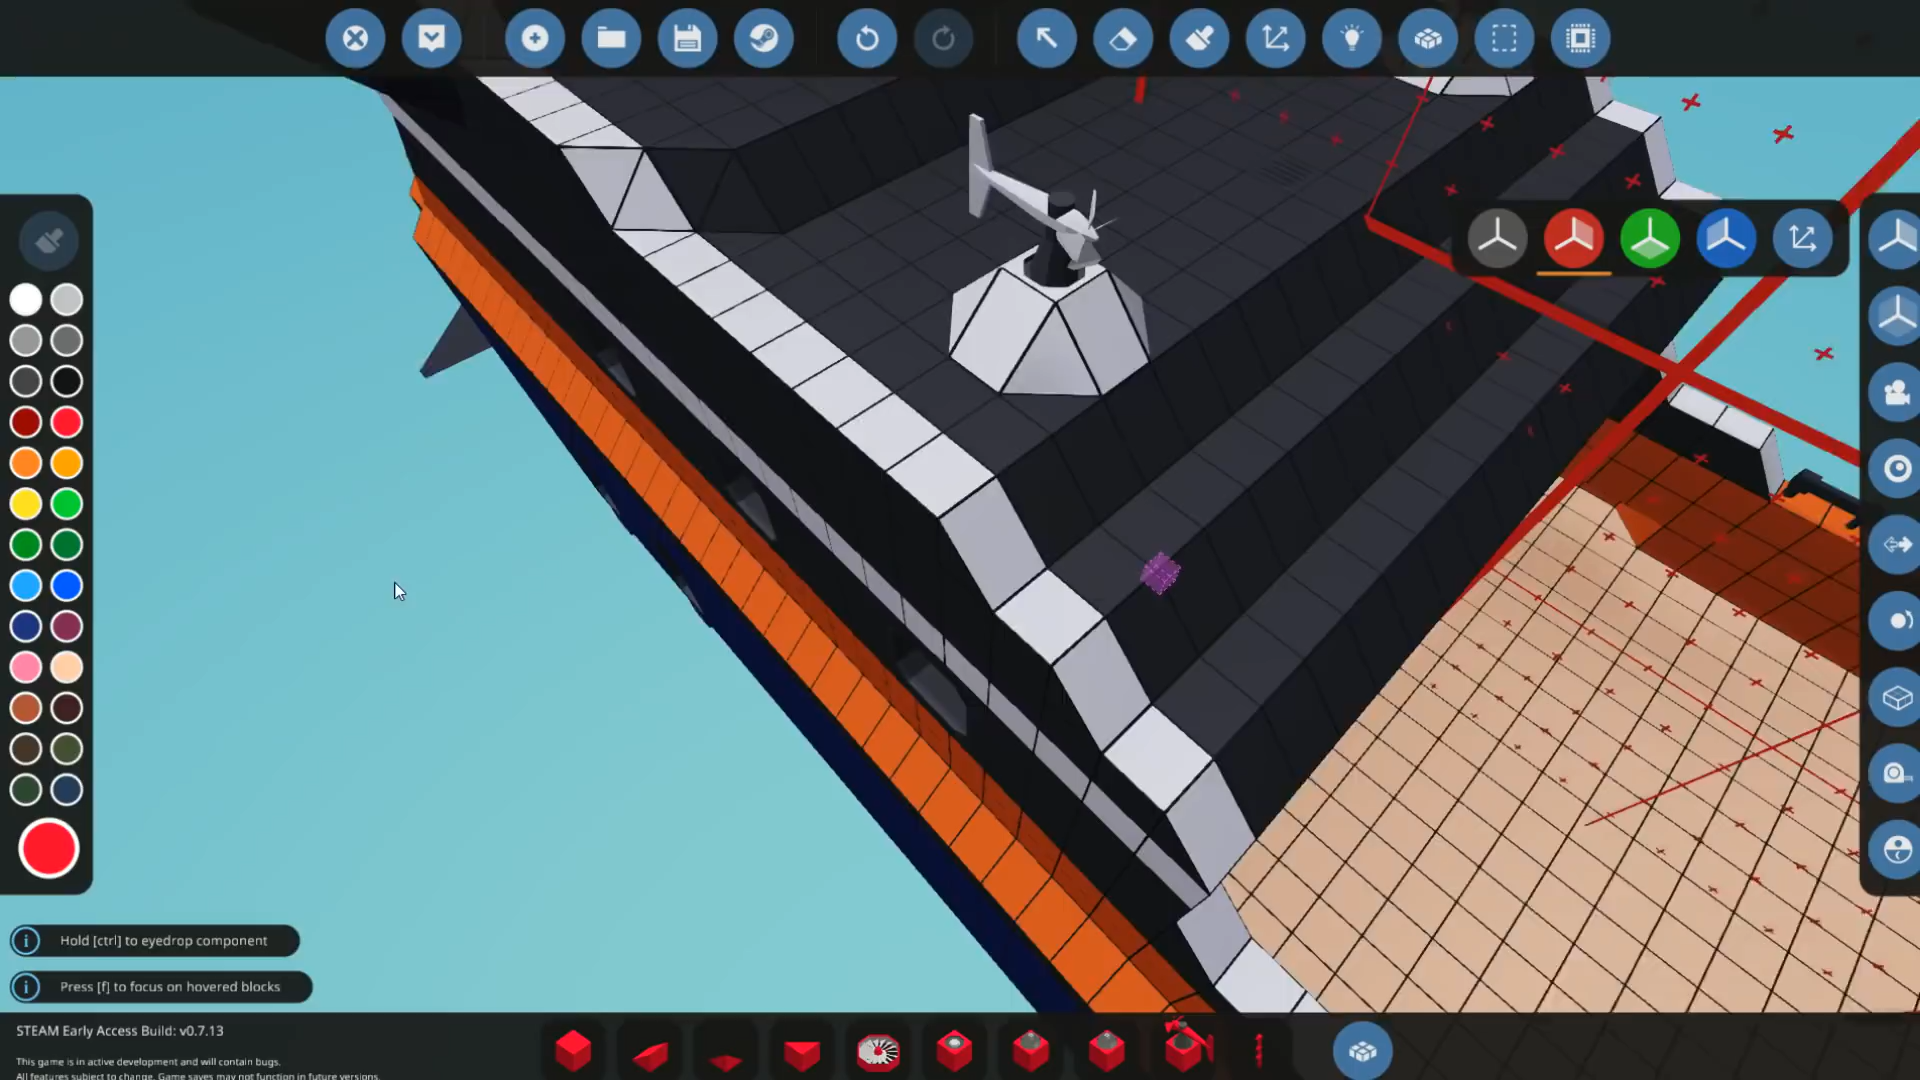 Hold [ctrl] to eyedrop component
Press [f] to focus on hovered blocks
STEAM Early Access Build: v0.7.13
This game is in active development and will contain bugs.
All features subject to change. Game saves may not function in future versions.